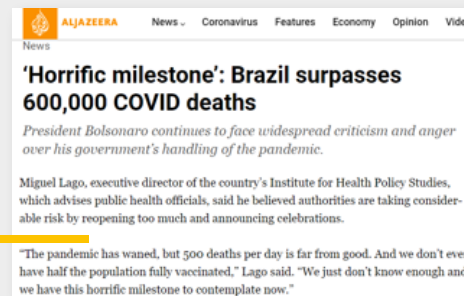 ALJAZEERA News Coronavirus Features Economy Opinion
News
‘Horrific milestone’: Brazil surpasses
600,000 COVID deaths
President Bolsonaro continues to face widespread criticism and anger
over his government’s handling of the pandemic.
Miguel Lago, executive director of the country’s Institute for Health Policy Studies,
which advises public health officials, said he believed authorities are taking consider-
able risk by reopening too much and announcing celebrations.
“The pandemic has waned, but 500 deaths per day is far from good. And we don’t
have half the population fully vaccinated,” Lago said. “We just don’t know enough
we have this horrific milestone to contemplate now.”